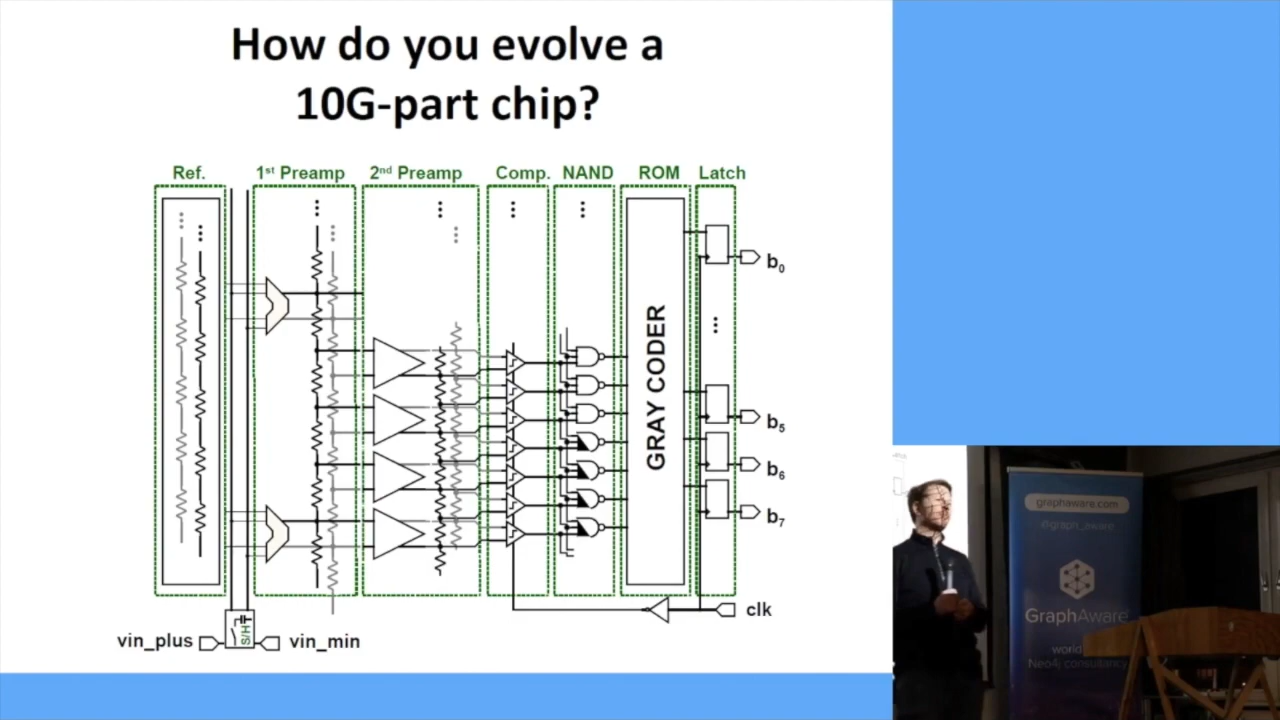 How do you evolve a
10G-part chip?
Ref.
1st Preamp
2nd Preamp
Comp.
NAND
ROM
Latch
GRAY CODER
b0
b5
b6
b7
clk
vin_plus
S/H
vin_min
graphaware.com
@graph_aware
GraphAware
world
Neo4j consultancy